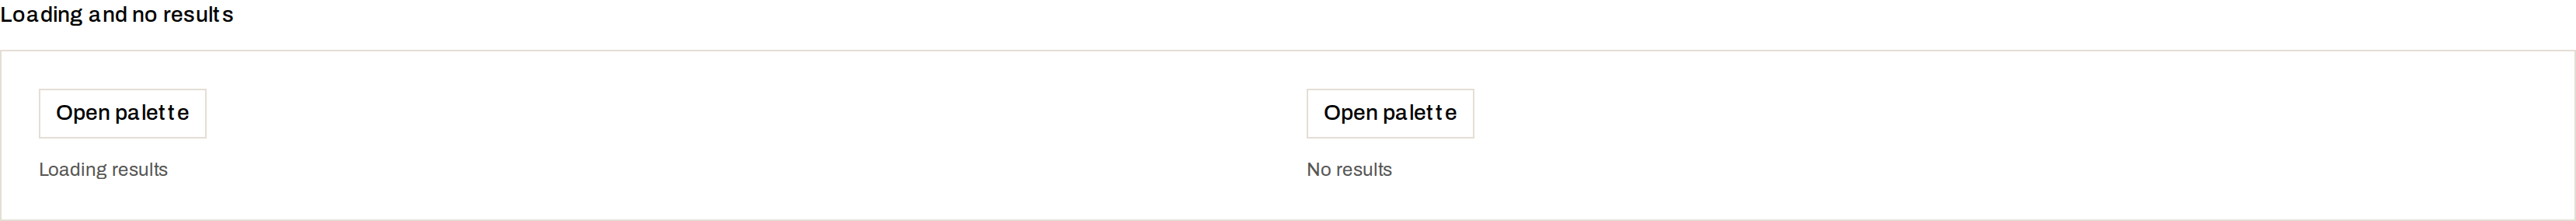 Loading and no results
Open palette
Loading results
Open palette
No results